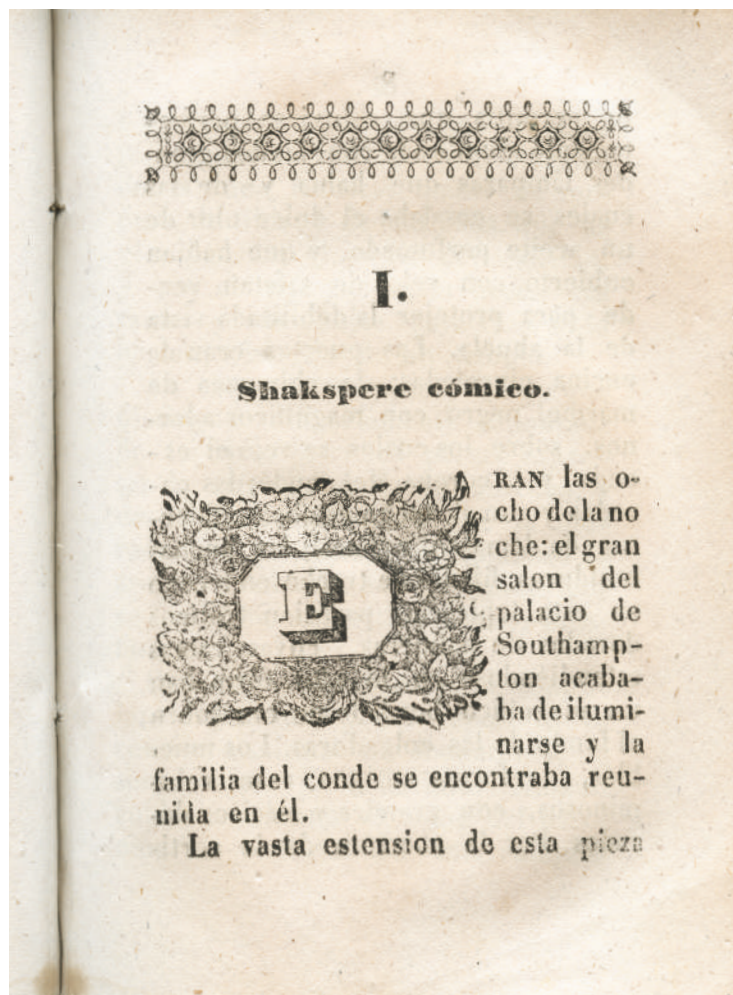 I.
Shakspere cómico.
ERAN las o-
cho de la no
che: el gran
salon del
palacio de
Southamp-
ton acaba-
ba de ilumi-
narse y la
familia del conde se encontraba reu-
nida en él.
La vasta estension de esta pieza